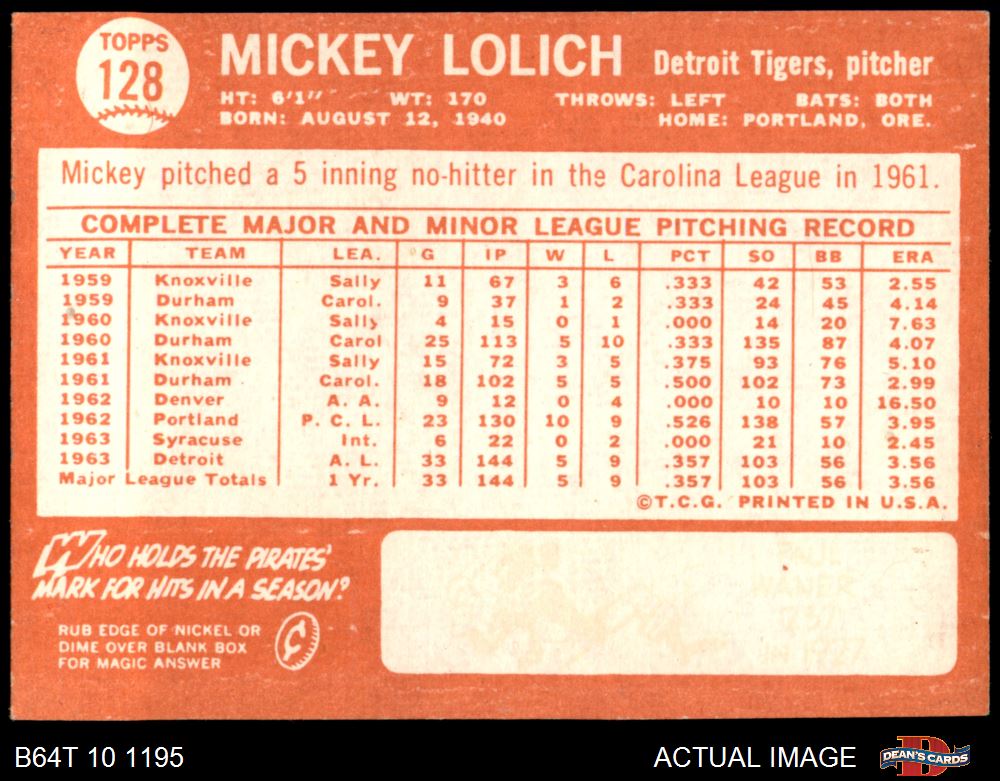 TOPPS
128
MICKEY LOLICH Detroit Tigers, pitcher
HT: 6'1" WT: 170 THROWS: LEFT BATS: BOTH
BORN: AUGUST 12, 1940 HOME: PORTLAND, ORE.
Mickey pitched a 5 inning no-hitter in the Carolina League in 1961.
COMPLETE MAJOR AND MINOR LEAGUE PITCHING RECORD
YEAR TEAM LEA. G IP W L PCT SO BB ERA
1959 Knoxville Sally 11 67 3 6 .333 42 53 2.55
1959 Durham Carol. 9 37 1 2 .333 24 45 4.14
1960 Knoxville Sally 4 15 0 1 .000 14 20 7.63
1960 Durham Carol 25 113 5 10 .333 135 87 4.07
1961 Knoxville Sally 15 72 3 5 .375 93 76 5.10
1961 Durham Carol. 18 102 5 5 .500 102 73 2.99
1962 Denver A. A. 9 12 0 4 .000 10 10 16.50
1962 Portland P. C. L. 23 130 10 9 .526 138 57 3.95
1963 Syracuse Int. 6 22 0 2 .000 21 10 2.45
1963 Detroit A. L. 33 144 5 9 .357 103 56 3.56
Major League Totals 1 Yr. 33 144 5 9 .357 103 56 3.56
©T.C.G. PRINTED IN U.S.A.
WHO HOLDS THE PIRATES'
MARK FOR HITS IN A SEASON?
RUB EDGE OF NICKEL OR
DIME OVER BLANK BOX
FOR MAGIC ANSWER
WANER
237
IN 1927
B64T 10 1195 ACTUAL IMAGE DEAN'S CARDS